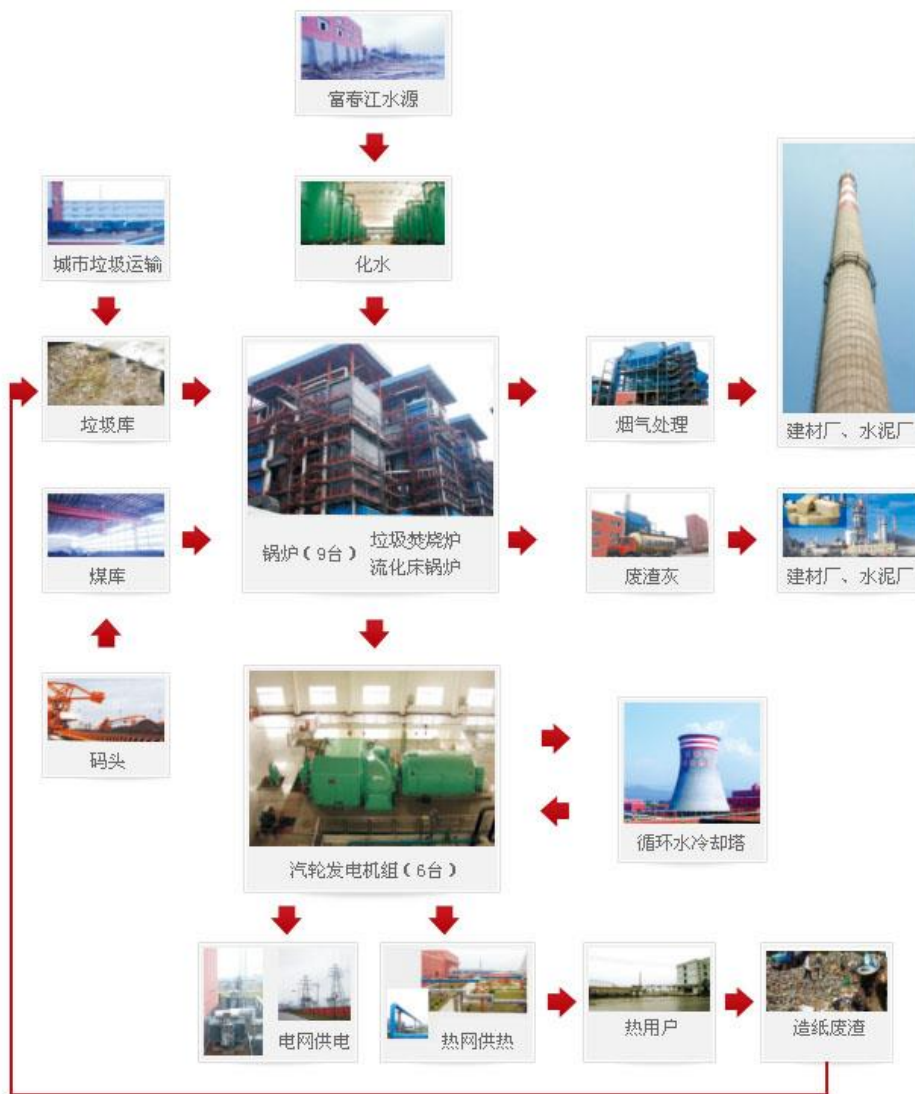 富春江水源
城市垃圾运输
化水
垃圾库
烟气处理
建材厂、水泥厂
煤库
锅炉(9台)
垃圾焚烧炉
流化床锅炉
废渣灰
建材厂、水泥厂
码头
汽轮发电机组(6台)
循环水冷却塔
电网供电
热网供热
热用户
造纸废渣